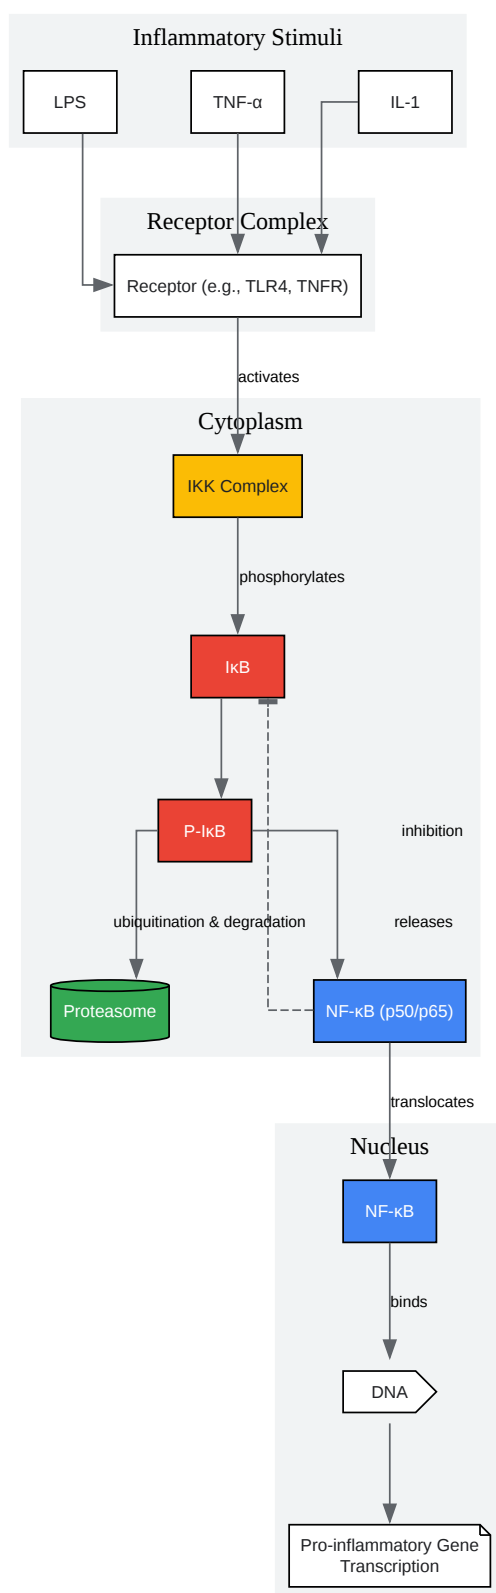 Inflammatory Stimuli
LPS
TNF-α
IL-1
Receptor Complex
Receptor (e.g., TLR4, TNFR)
activates
Cytoplasm
IKK Complex
phosphorylates
IκB
P-IκB
inhibition
ubiquitination & degradation
releases
Proteasome
NF-κB (p50/p65)
translocates
Nucleus
NF-κB
binds
DNA
Pro-inflammatory Gene
Transcription